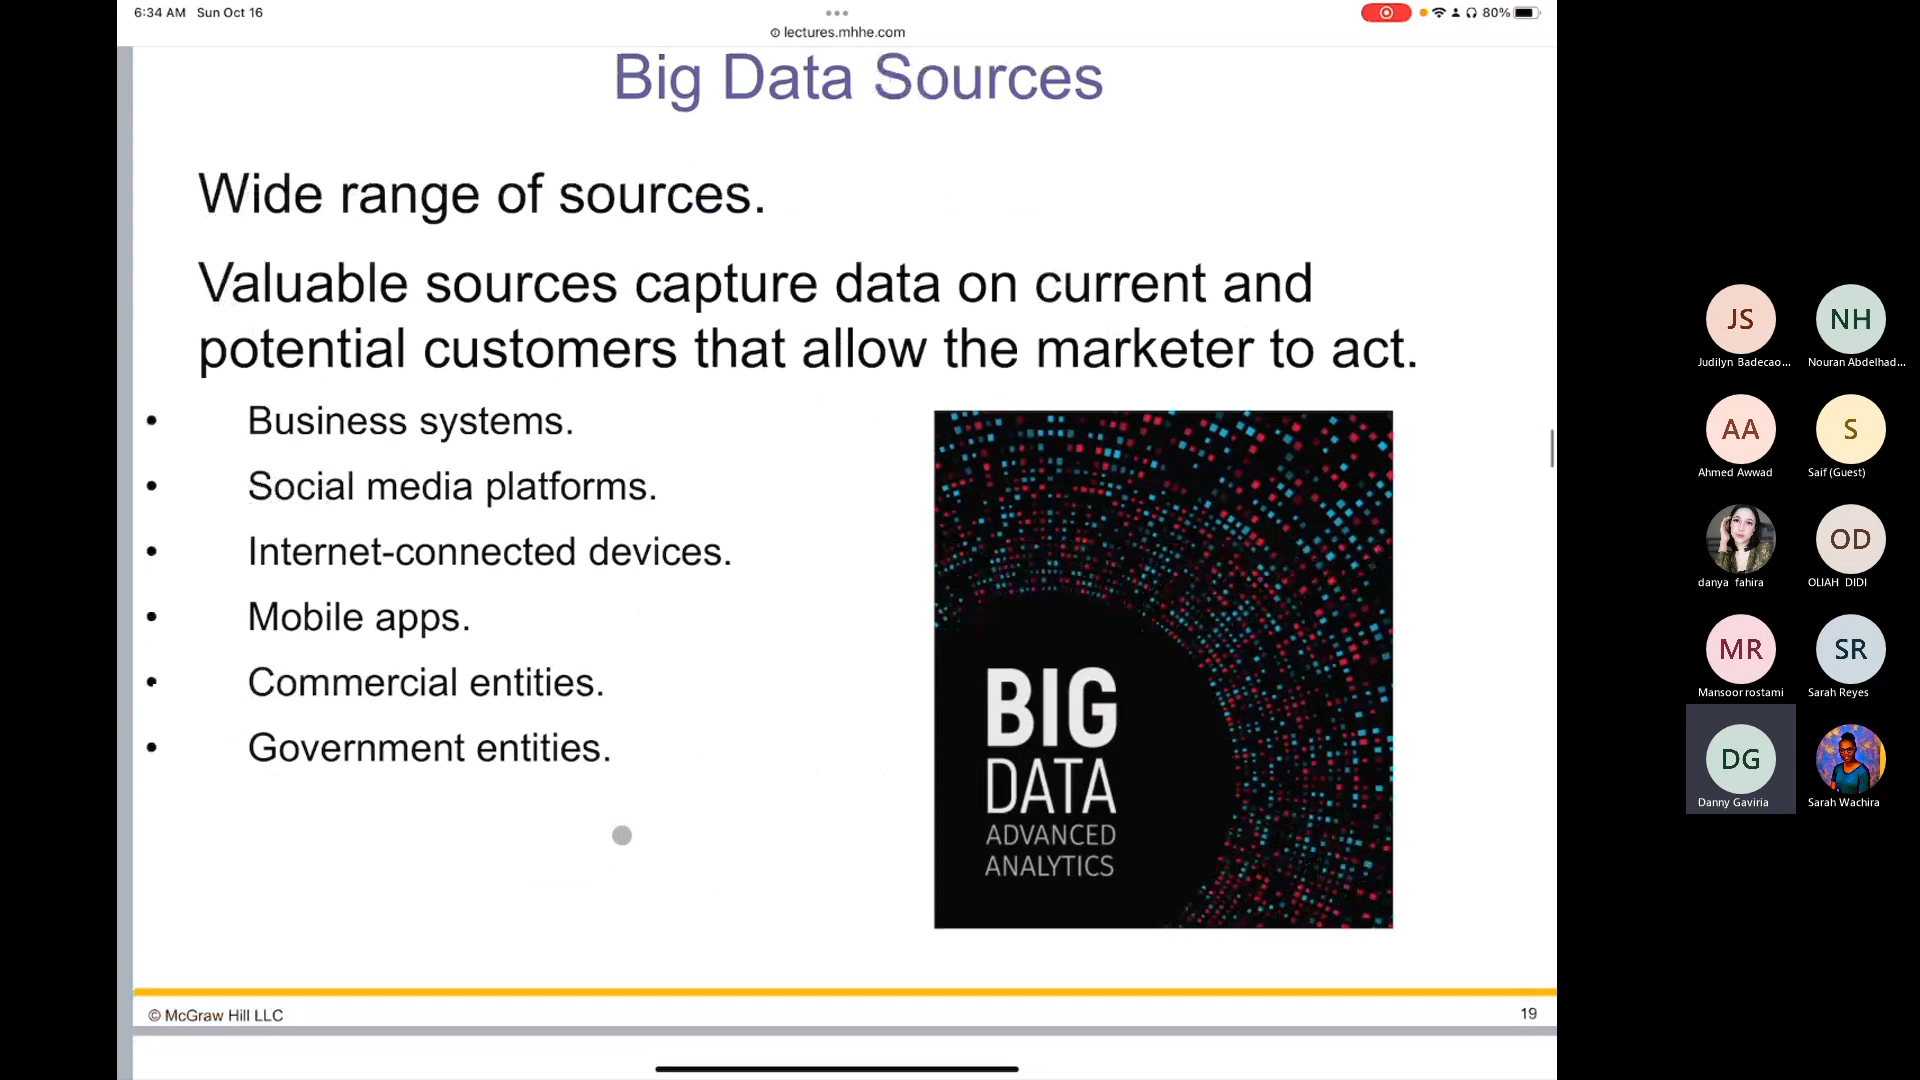 6:34 AM Sun Oct 16
80%
lectures.mhhe.com
Big Data Sources
Wide range of sources.
Valuable sources capture data on current and
potential customers that allow the marketer to act.
• Business systems.
• Social media platforms.
• Internet-connected devices.
• Mobile apps.
• Commercial entities.
• Government entities.
BIG
DATA
ADVANCED
ANALYTICS
© McGraw Hill LLC
19
JS
Judilyn Badecao...
NH
Nouran Abdelhad...
AA
Ahmed Awwad
S
Saif (Guest)
danya fahira
OD
OLIAH DIDI
MR
Mansoor rostami
SR
Sarah Reyes
DG
Danny Gaviria
Sarah Wachira